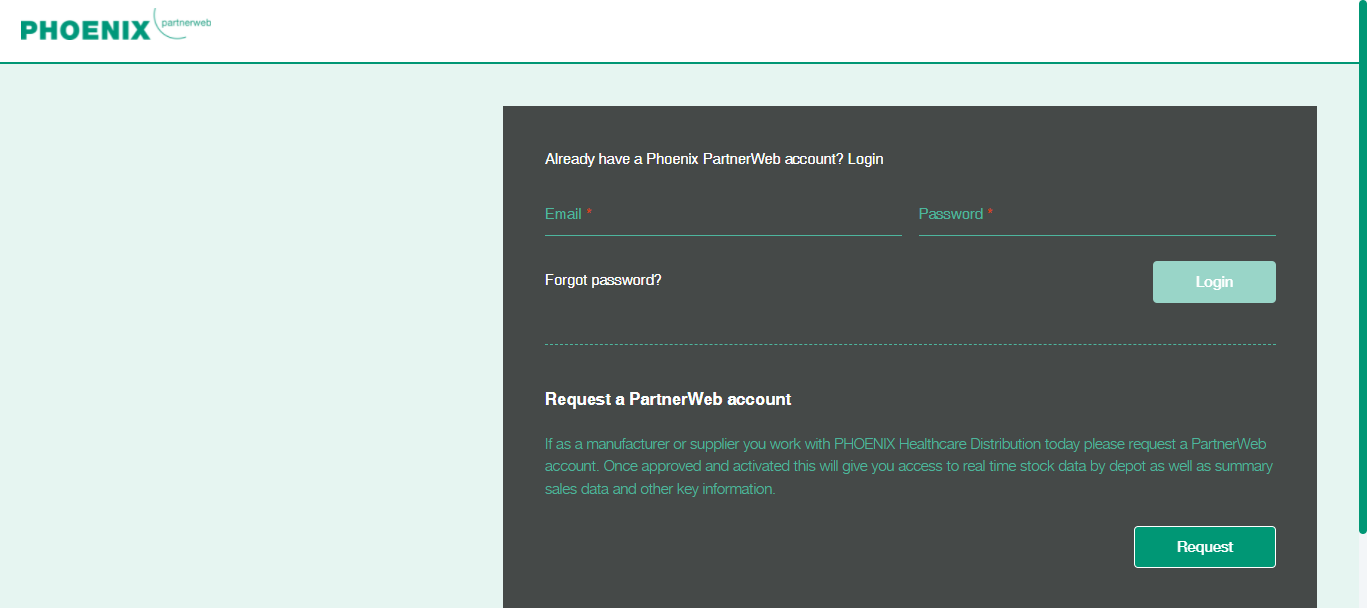 PHOENIX partnerweb
Already have a Phoenix PartnerWeb account? Login
Email * Password *
Forgot password? Login
Request a PartnerWeb account
If as a manufacturer or supplier you work with PHOENIX Healthcare Distribution today please request a PartnerWeb
account. Once approved and activated this will give you access to real time stock data by depot as well as summary
sales data and other key information.
Request